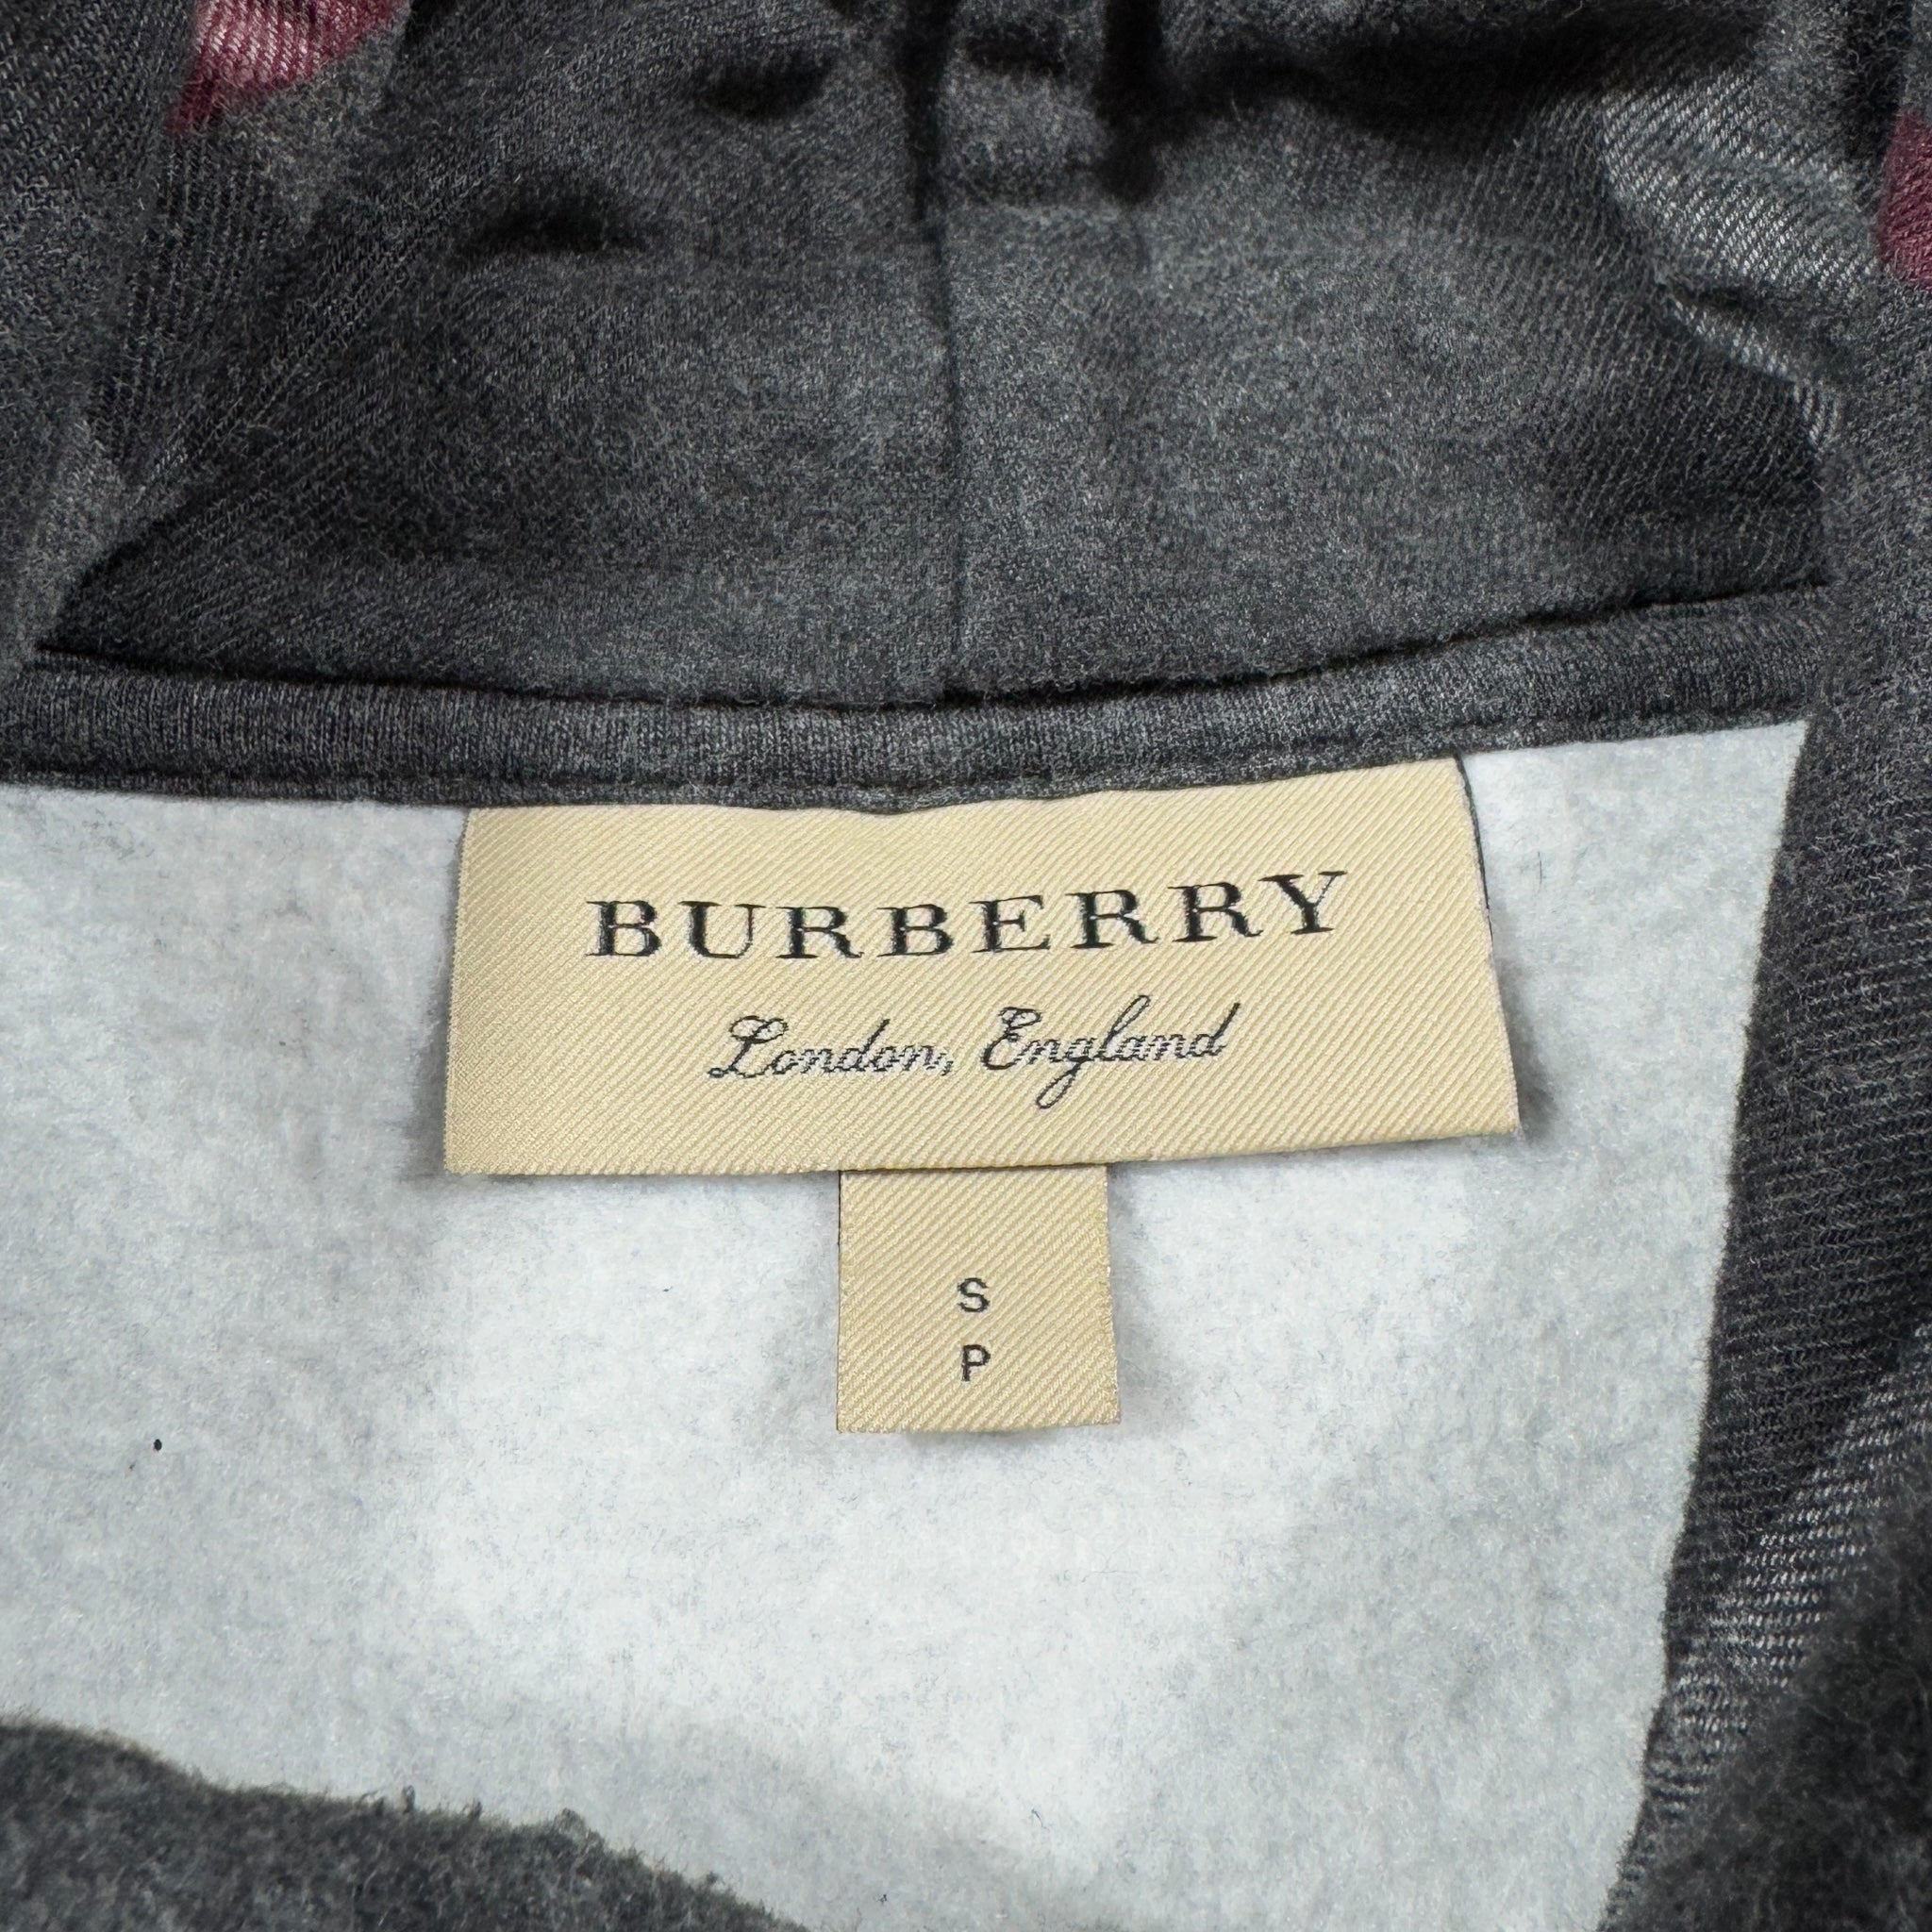 BURBERRY
London, England
S
P